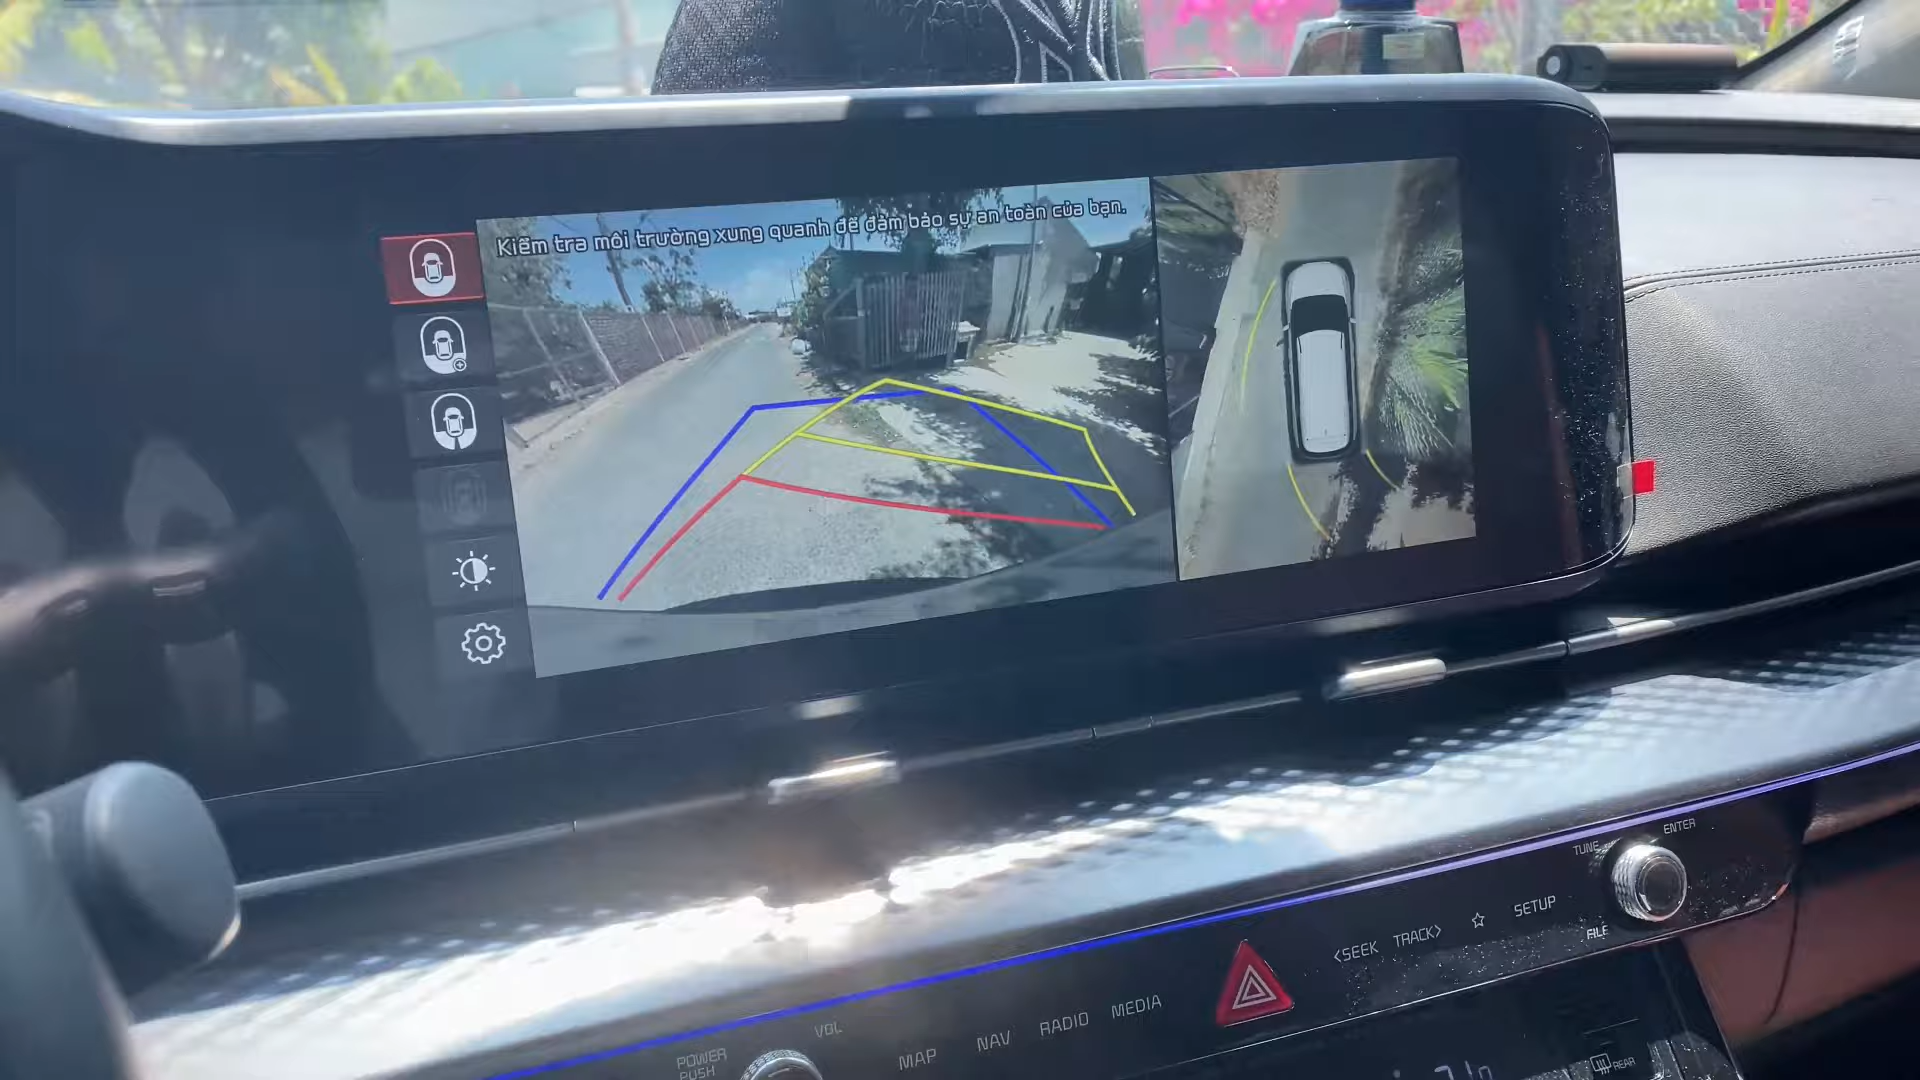 Kiểm tra môi trường xung quanh để đảm bảo sự an toàn của bạn.
ENTER
TUNE
FILE
SETUP
☆
TRACK>
<SEEK
MEDIA
RADIO
NAV
MAP
VOL
POWER
PUSH
REAR